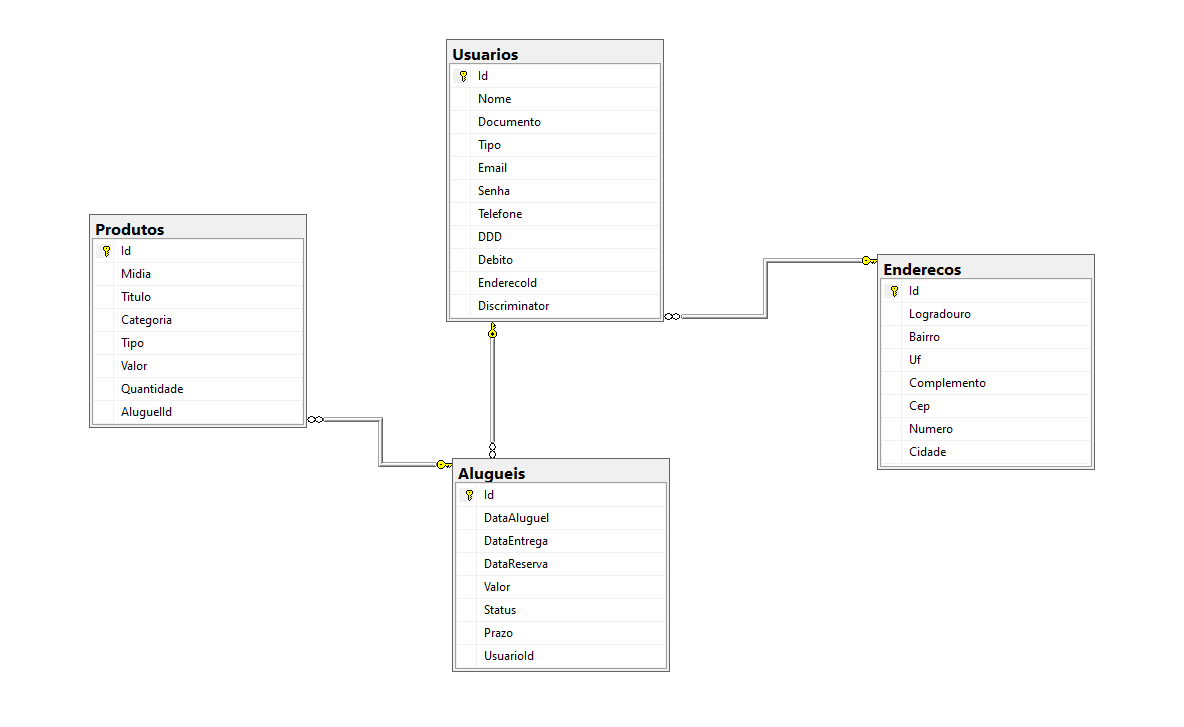 Usuarios
Id
Nome
Documento
Tipo
Email
Senha
Telefone
DDD
Debito
EnderecoId
Discriminator
Produtos
Id
Midia
Titulo
Categoria
Tipo
Valor
Quantidade
AluguelId
Enderecos
Id
Logradouro
Bairro
Uf
Complemento
Cep
Numero
Cidade
Alugueis
Id
DataAluguel
DataEntrega
DataReserva
Valor
Status
Prazo
UsuarioId